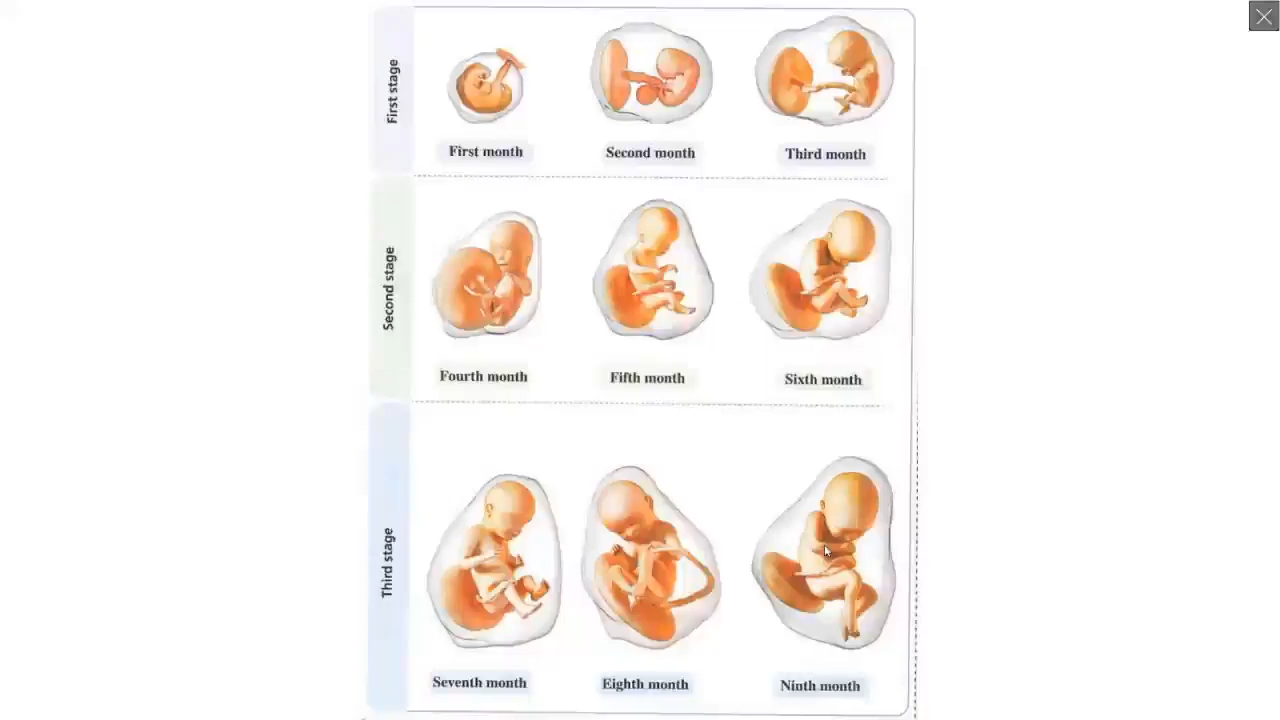 First stage
First month
Second month
Third month
Second stage
Fourth month
Fifth month
Sixth month
Third stage
Seventh month
Eighth month
Ninth month